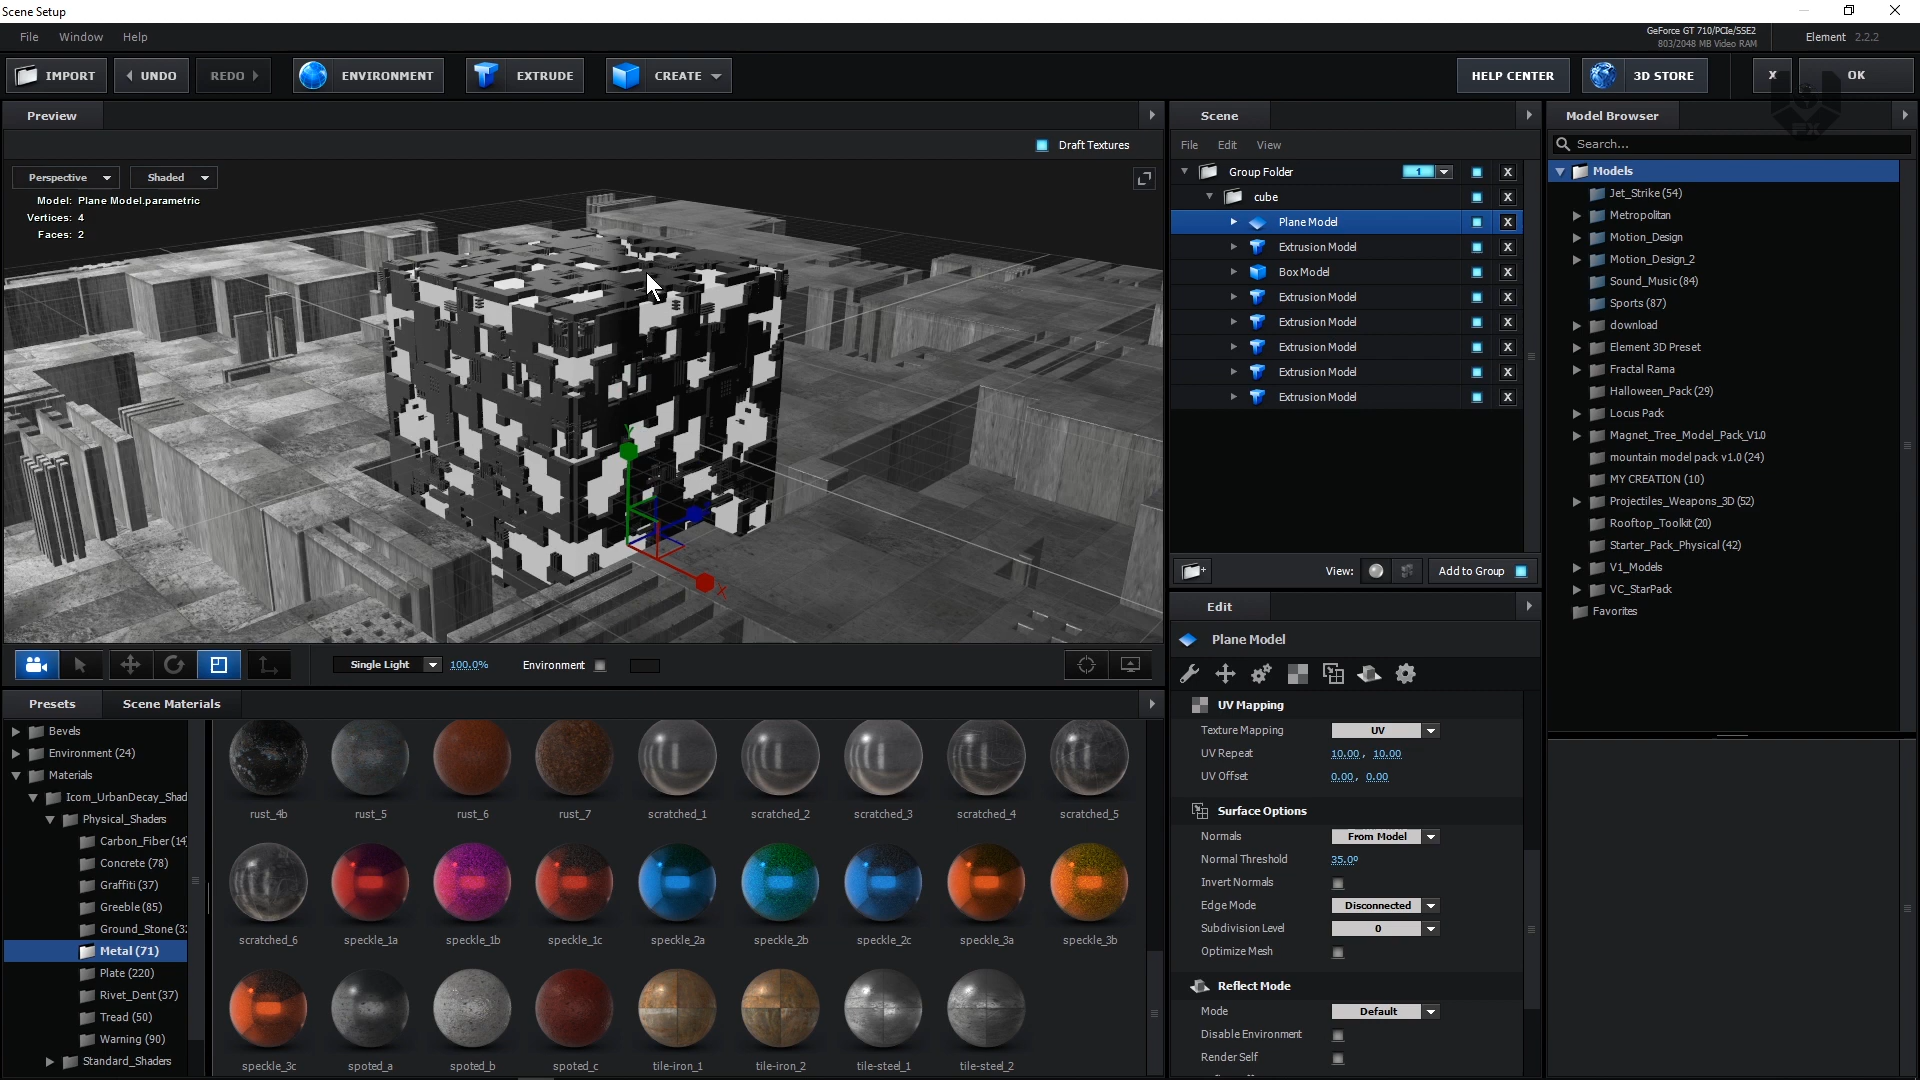 Scene Setup
File Window Help
GeForce GT 710/PCIe/SSE2
803/2048 MB Video RAM
Element 2.2.2
IMPORT UNDO REDO ENVIRONMENT EXTRUDE CREATE HELP CENTER 3D STORE X OK
Preview
Draft Textures
Perspective Shaded
Model: Plane Model.parametric
Vertices: 4
Faces: 2
Y
X
Single Light 100.0% Environment
Scene
File Edit View
Group Folder 1 X
cube X
Plane Model X
Extrusion Model X
Box Model X
Extrusion Model X
Extrusion Model X
Extrusion Model X
Extrusion Model X
Extrusion Model X
View: Add to Group
Edit
Plane Model
UV Mapping
Texture Mapping UV
UV Repeat 10.00, 10.00
UV Offset 0.00, 0.00
Surface Options
Normals From Model
Normal Threshold 35.0º
Invert Normals
Edge Mode Disconnected
Subdivision Level 0
Optimize Mesh
Reflect Mode
Mode Default
Disable Environment
Render Self
Model Browser
Search...
Models
Jet_Strike (54)
Metropolitan
Motion_Design
Motion_Design_2
Sound_Music (84)
Sports (87)
download
Element 3D Preset
Fractal Rama
Halloween_Pack (29)
Locus Pack
Magnet_Tree_Model_Pack_V1.0
mountain model pack v1.0 (24)
MY CREATION (10)
Projectiles_Weapons_3D (52)
Rooftop_Toolkit (20)
Starter_Pack_Physical (42)
V1_Models
VC_StarPack
Favorites
Presets Scene Materials
Bevels
Environment (24)
Materials
Icom_UrbanDecay_Shad
Physical_Shaders
Carbon_Fiber (14
Concrete (78)
Graffiti (37)
Greeble (85)
Ground_Stone (32
Metal (71)
Plate (220)
Rivet_Dent (37)
Tread (50)
Warning (90)
Standard_Shaders
rust_4b rust_5 rust_6 rust_7 scratched_1 scratched_2 scratched_3 scratched_4 scratched_5
scratched_6 speckle_1a speckle_1b speckle_1c speckle_2a speckle_2b speckle_2c speckle_3a speckle_3b
speckle_3c spoted_a spoted_b spoted_c tile-iron_1 tile-iron_2 tile-steel_1 tile-steel_2